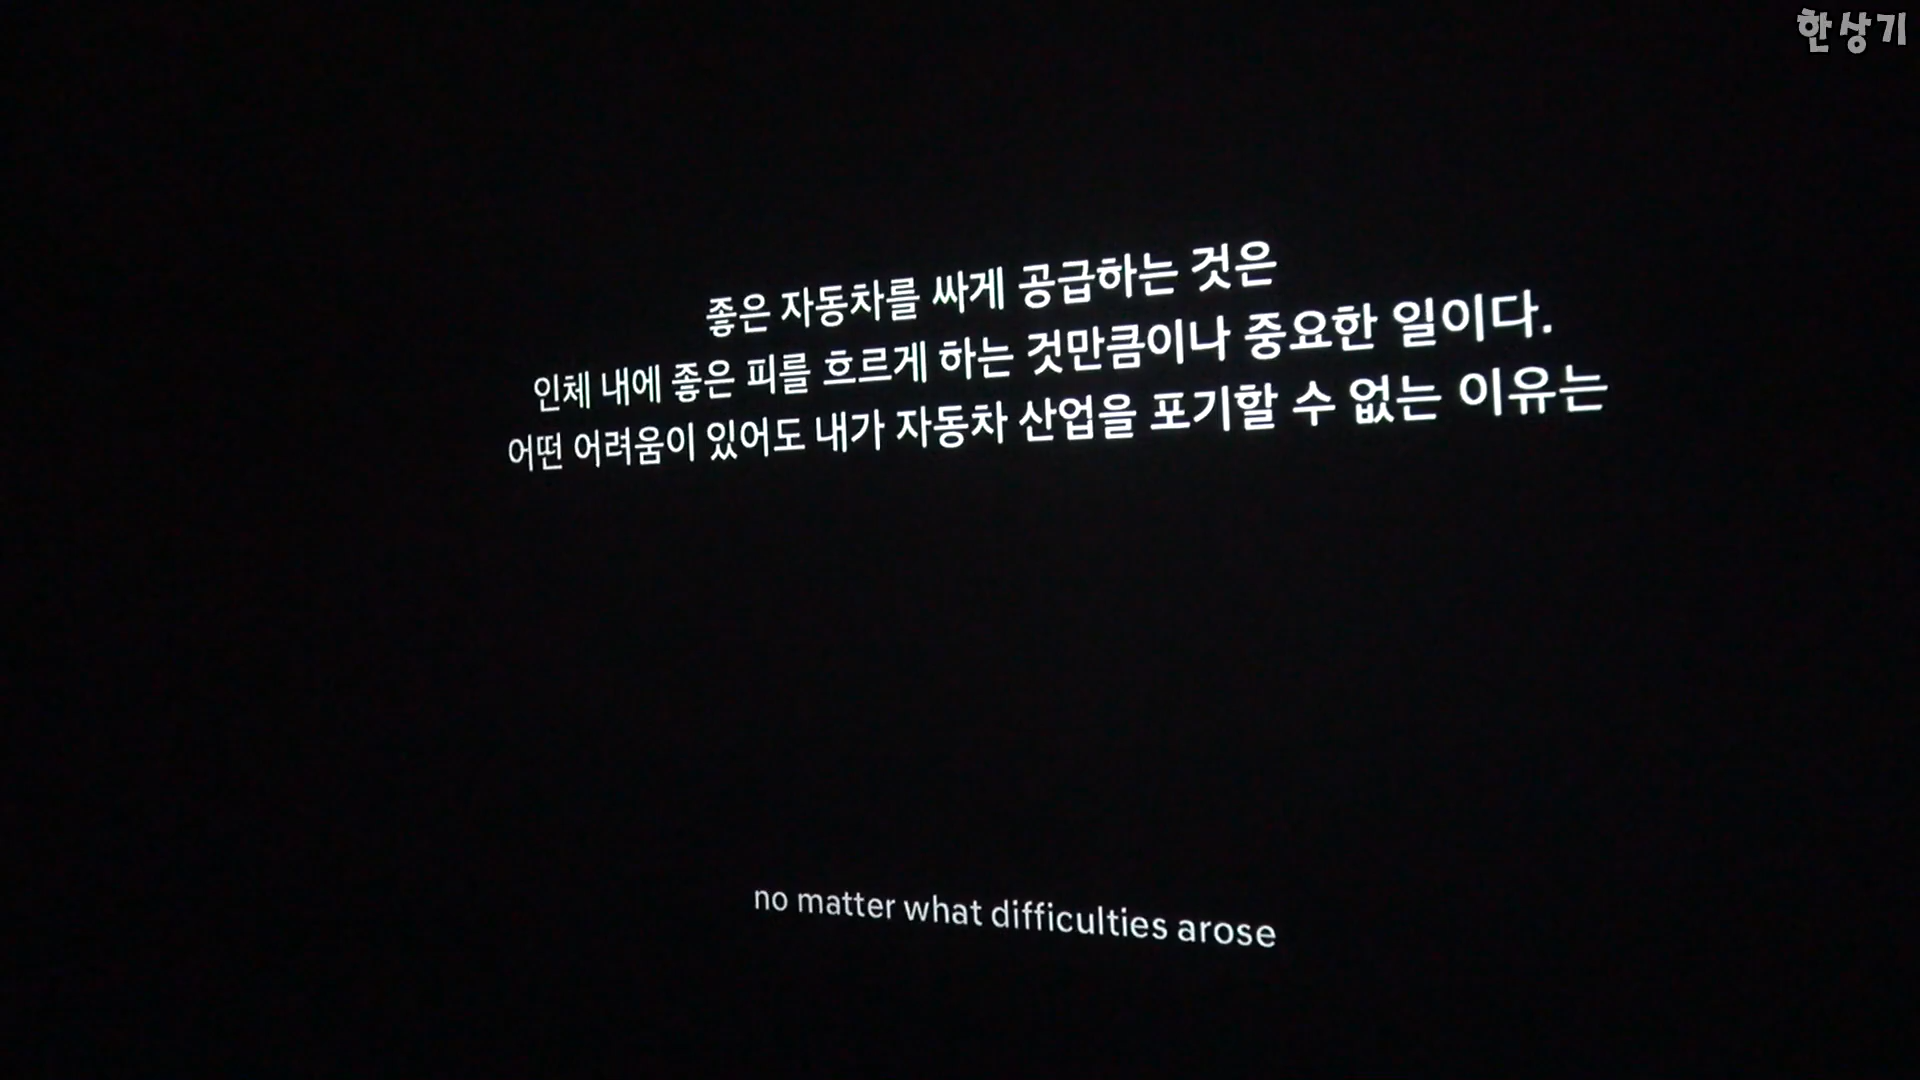 한상기
좋은 자동차를 싸게 공급하는 것은
인체 내에 좋은 피를 흐르게 하는 것만큼이나 중요한 일이다.
어떤 어려움이 있어도 내가 자동차 산업을 포기할 수 없는 이유는
no matter what difficulties arose